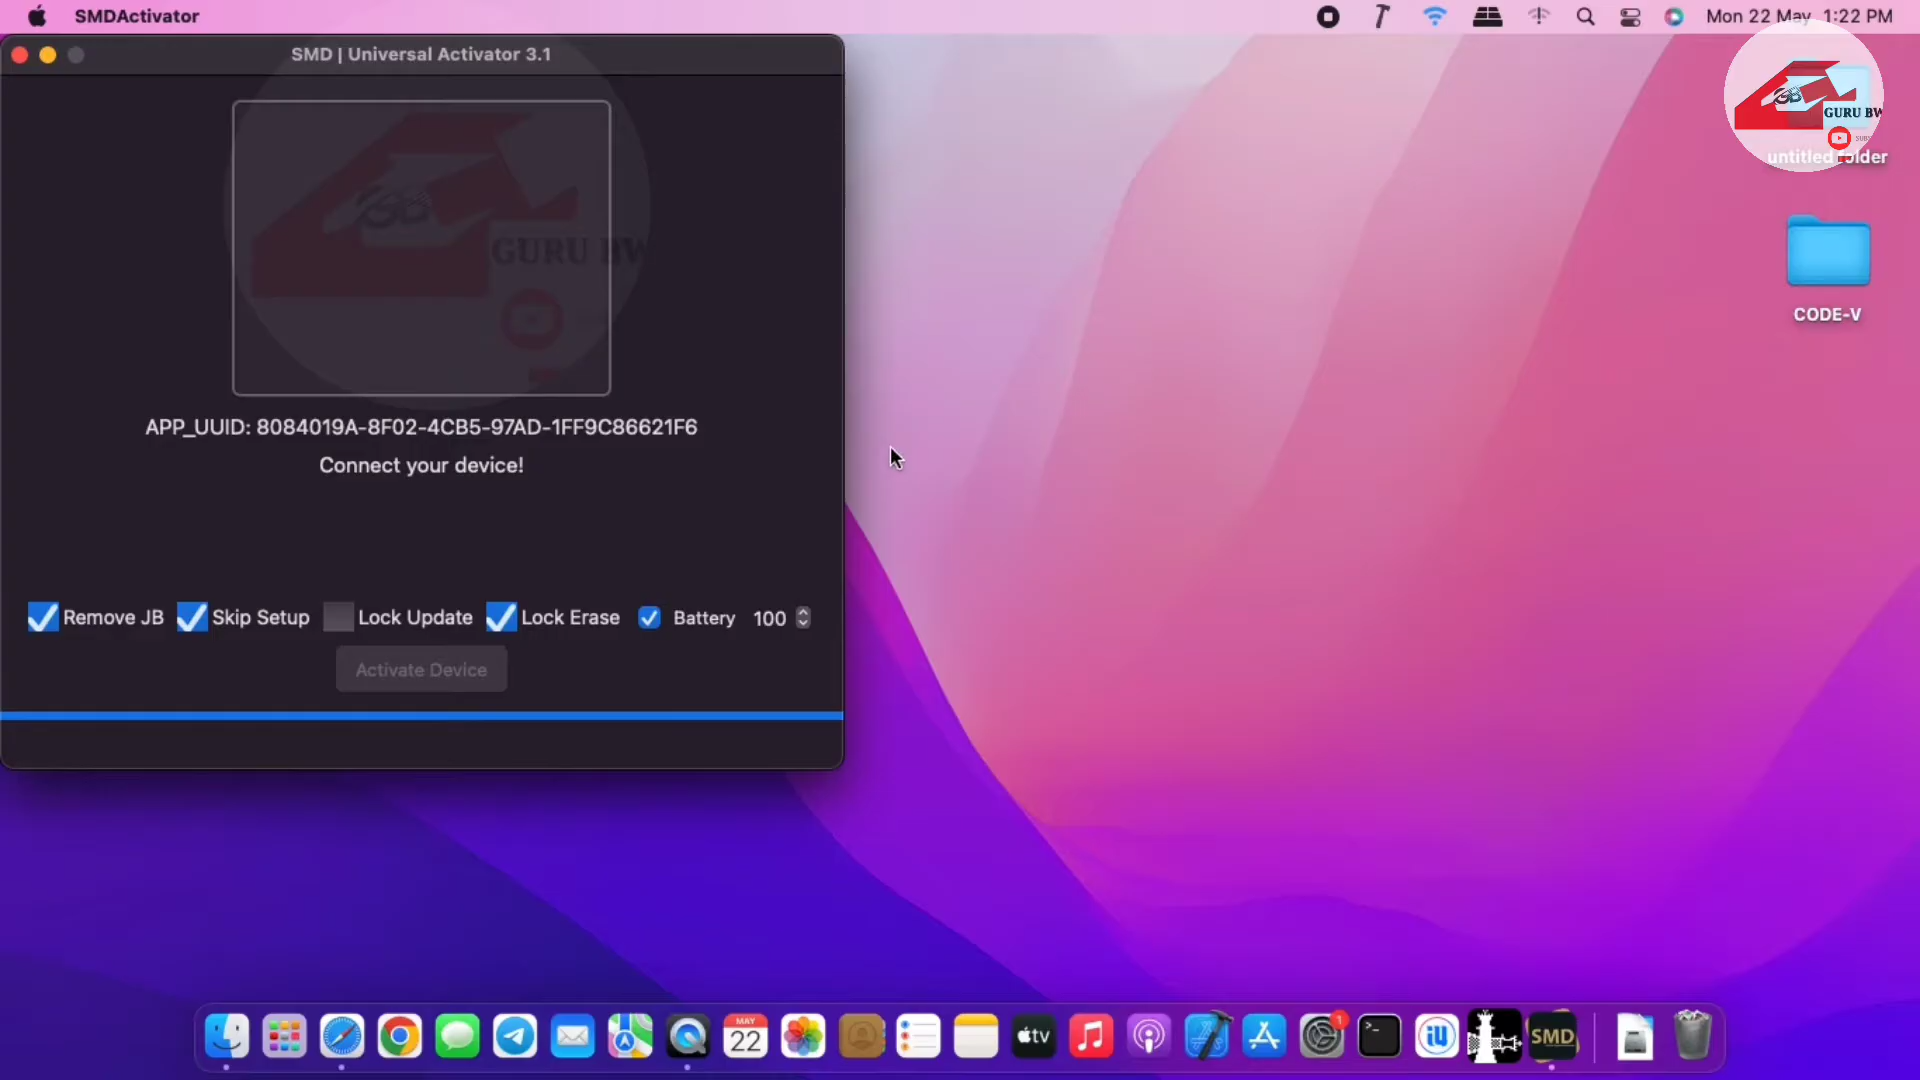 SMDActivator
Mon 22 May 1:22 PM
SMD | Universal Activator 3.1
GURU BW
untitled folder
GURU BW
APP_UUID: 8084019A-8F02-4CB5-97AD-1FF9C86621F6
Connect your device!
CODE-V
Remove JB Skip Setup Lock Update Lock Erase Battery 100
Activate Device
MAY
22
tv
1
SMD